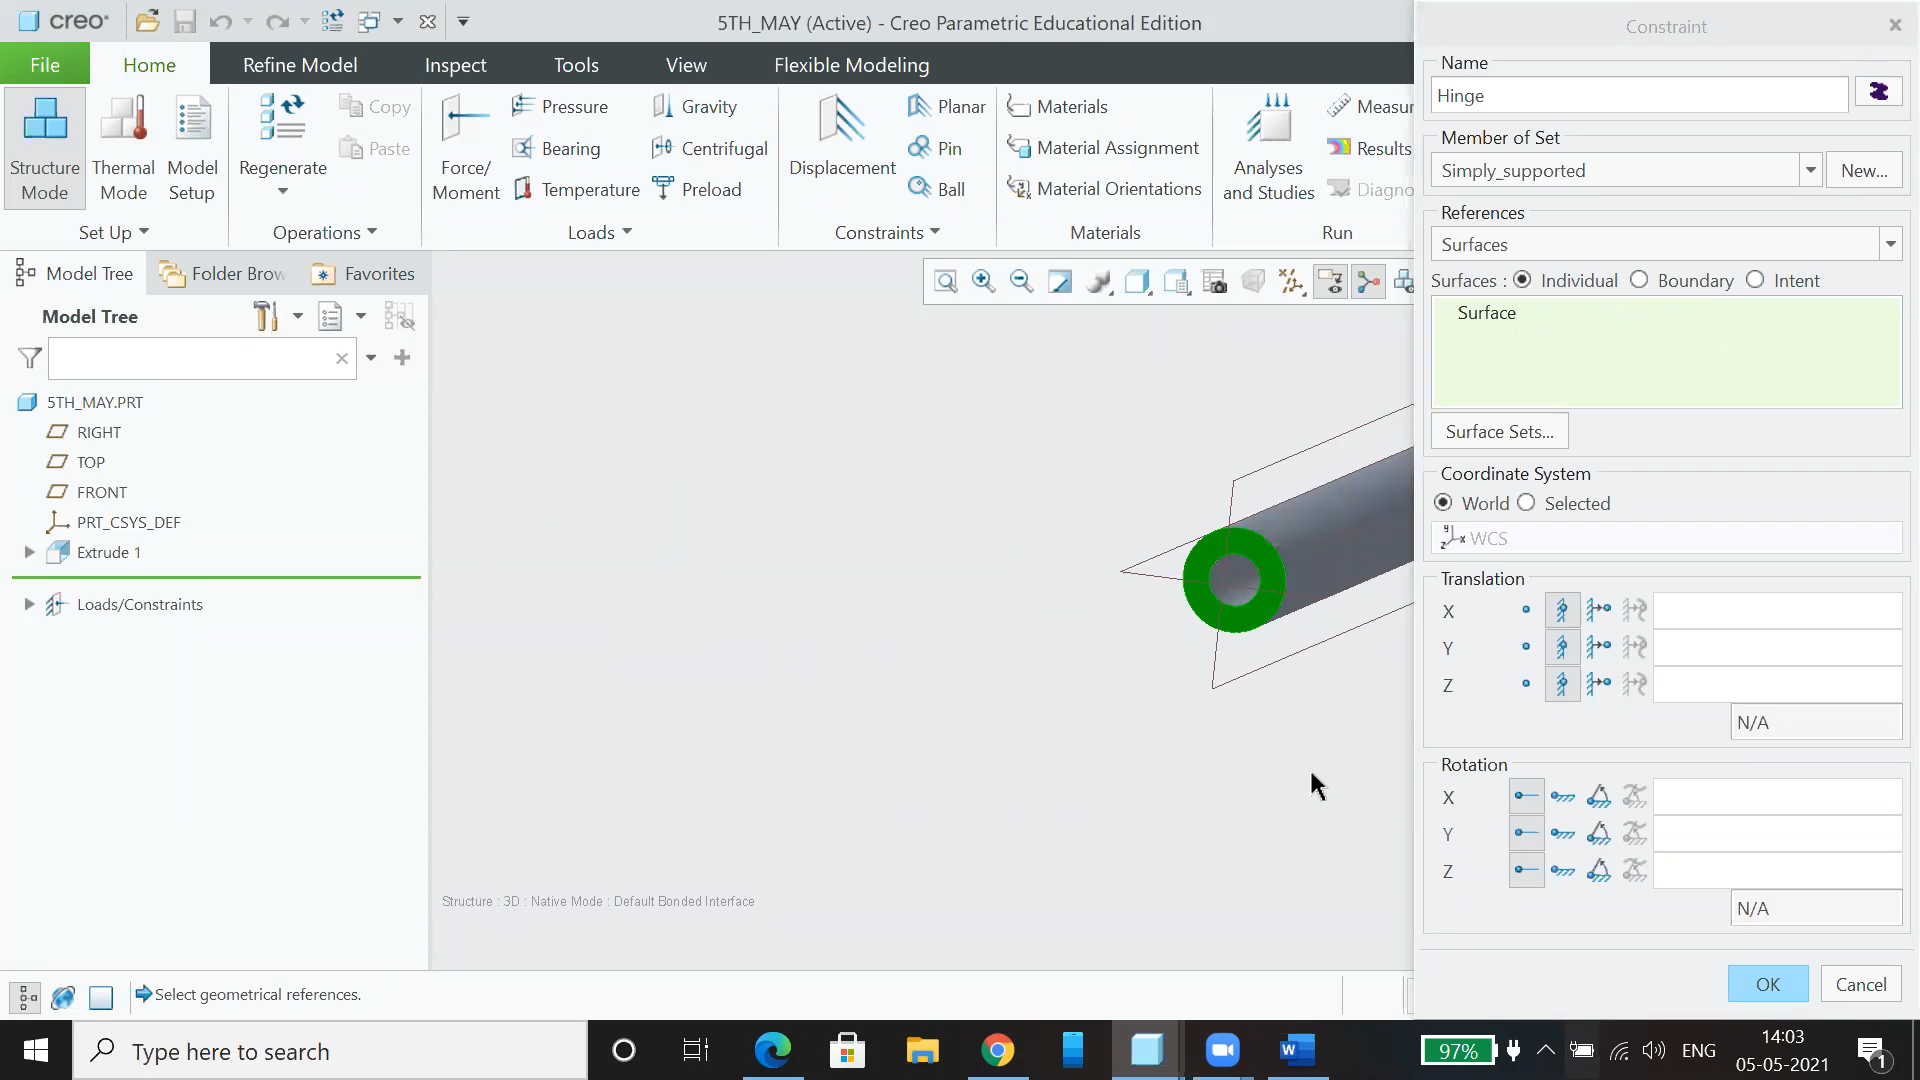 creo
5TH_MAY (Active) - Creo Parametric Educational Edition
File
Home
Refine Model
Inspect
Tools
View
Flexible Modeling
Structure
Mode
Thermal
Mode
Model
Setup
Set Up
Regenerate
Copy
Paste
Operations
Force/
Moment
Pressure
Bearing
Temperature
Gravity
Centrifugal
Preload
Loads
Displacement
Planar
Pin
Ball
Constraints
Materials
Material Assignment
Material Orientations
Materials
Analyses
and Studies
Measur
Results
Diagno
Run
Model Tree
Folder Brow
Favorites
Model Tree
5TH_MAY.PRT
RIGHT
TOP
FRONT
PRT_CSYS_DEF
Extrude 1
Loads/Constraints
Structure : 3D : Native Mode : Default Bonded Interface
Select geometrical references.
Constraint
Name
Hinge
Member of Set
Simply_supported
New...
References
Surfaces
Surfaces : Individual Boundary Intent
Surface
Surface Sets...
Coordinate System
World Selected
WCS
Translation
X
Y
Z
N/A
Rotation
X
Y
Z
N/A
OK
Cancel
Type here to search
97%
ENG
14:03
05-05-2021
1